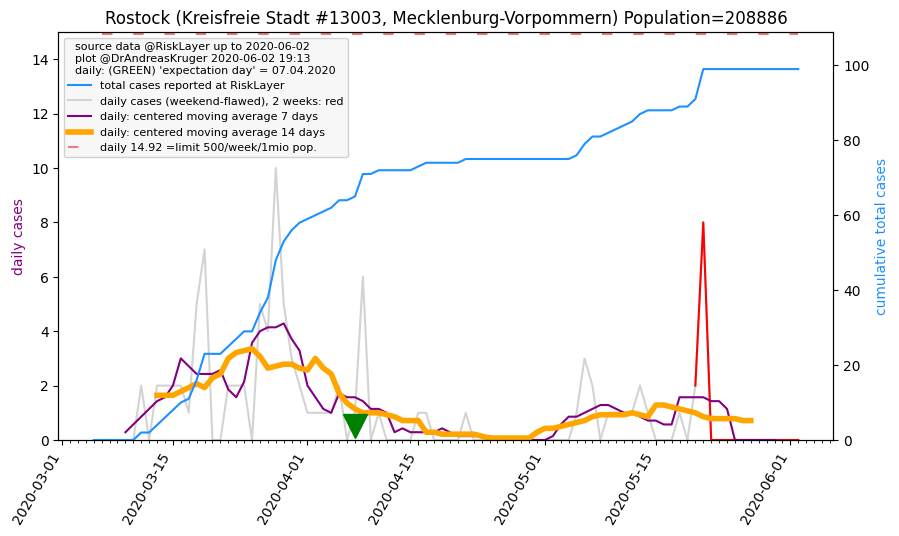 Rostock (Kreisfreie Stadt #13003, Mecklenburg-Vorpommern) Population=208886
source data @RiskLayer up to 2020-06-02
plot @DrAndreasKruger 2020-06-02 19:13
daily: (GREEN) 'expectation day' = 07.04.2020
total cases reported at RiskLayer
daily cases (weekend-flawed), 2 weeks: red
daily: centered moving average 7 days
daily: centered moving average 14 days
daily 14.92 =limit 500/week/1mio pop.
daily cases
14
12
10
8
6
4
2
0
cumulative total cases
100
80
60
40
20
0
2020-03-01
2020-03-15
2020-04-01
2020-04-15
2020-05-01
2020-05-15
2020-06-01